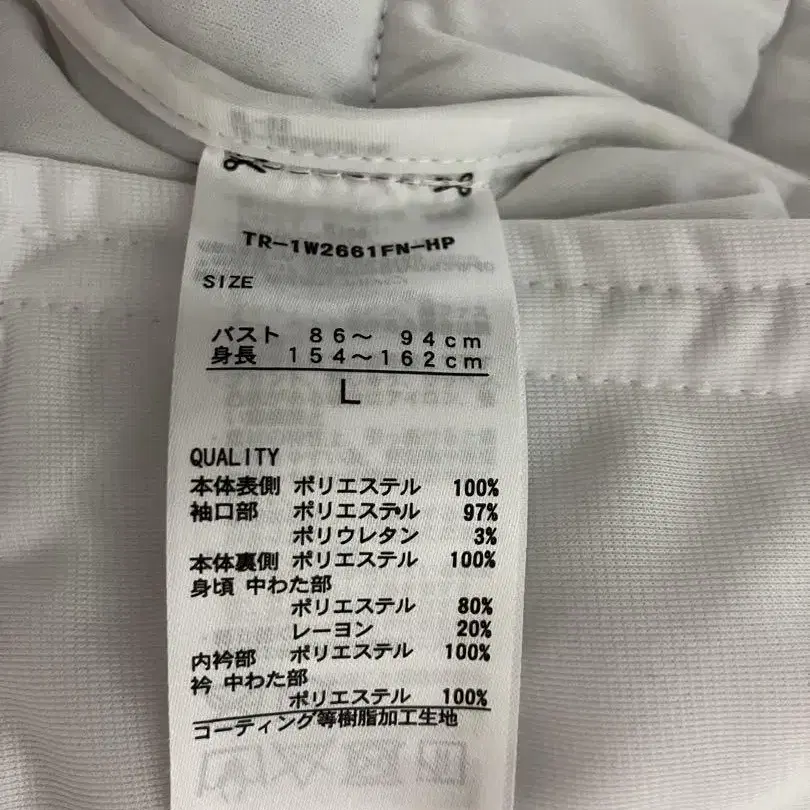 TR-1W2661FN-HP
SIZE
バスト 86～ 94cm
身長 154～162cm
L
QUALITY
本体表側 ポリエステル 100%
袖口部 ポリエステル 97%
ポリウレタン 3%
本体裏側 ポリエステル 100%
身頃 中わた部
ポリエステル 80%
レーヨン 20%
内衿部 ポリエステル 100%
衿 中わた部
ポリエステル 100%
コーティング等樹脂加工生地